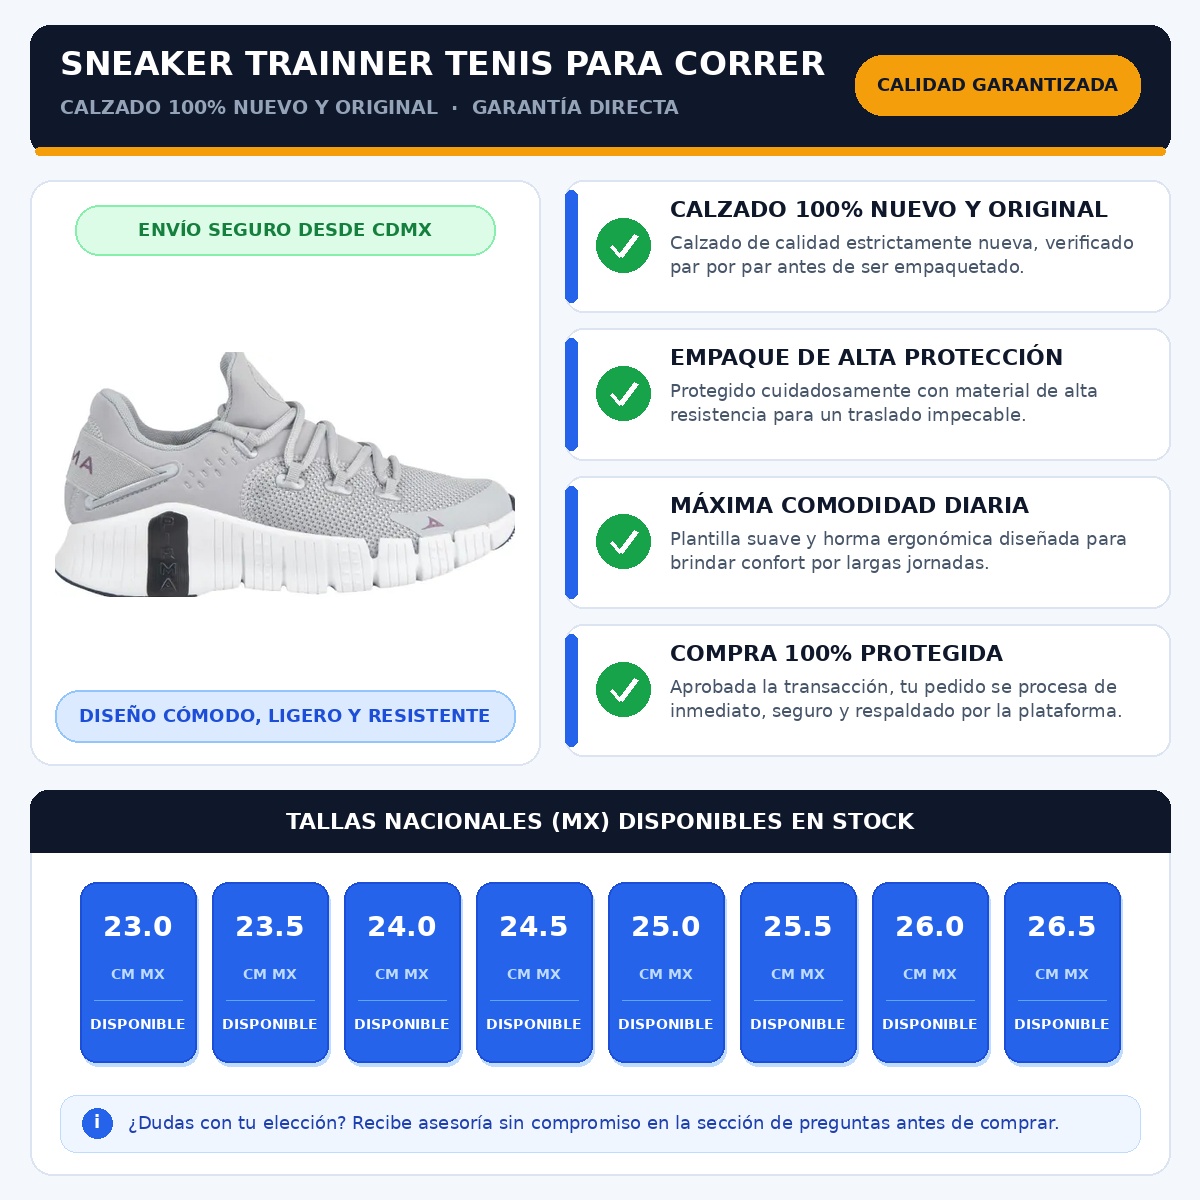 SNEAKER TRAINNER TENIS PARA CORRER
CALZADO 100% NUEVO Y ORIGINAL · GARANTÍA DIRECTA
CALIDAD GARANTIZADA
ENVÍO SEGURO DESDE CDMX
MA
PIRMA
DISEÑO CÓMODO, LIGERO Y RESISTENTE
CALZADO 100% NUEVO Y ORIGINAL
Calzado de calidad estrictamente nueva, verificado
par por par antes de ser empaquetado.
EMPAQUE DE ALTA PROTECCIÓN
Protegido cuidadosamente con material de alta
resistencia para un traslado impecable.
MÁXIMA COMODIDAD DIARIA
Plantilla suave y horma ergonómica diseñada para
brindar confort por largas jornadas.
COMPRA 100% PROTEGIDA
Aprobada la transacción, tu pedido se procesa de
inmediato, seguro y respaldado por la plataforma.
TALLAS NACIONALES (MX) DISPONIBLES EN STOCK
23.0 23.5 24.0 24.5 25.0 25.5 26.0 26.5
CM MX CM MX CM MX CM MX CM MX CM MX CM MX CM MX
DISPONIBLE DISPONIBLE DISPONIBLE DISPONIBLE DISPONIBLE DISPONIBLE DISPONIBLE DISPONIBLE
i ¿Dudas con tu elección? Recibe asesoría sin compromiso en la sección de preguntas antes de comprar.